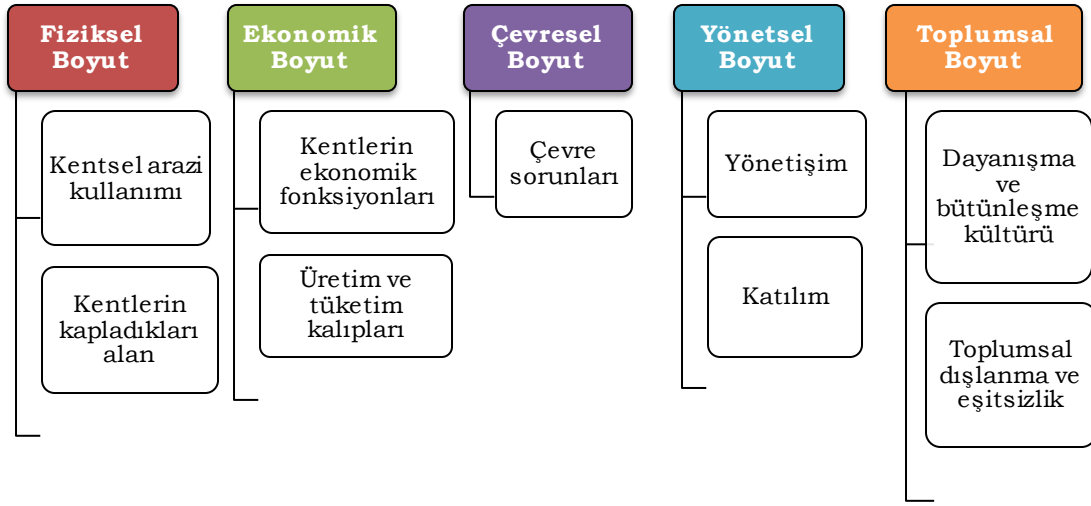 Fiziksel
Boyut
Kentsel arazi
kullanımı
Kentlerin
kapladıkları
alan
Ekonomik
Boyut
Kentlerin
ekonomik
fonksiyonları
Üretim ve
tüketim
kalıpları
Çevresel
Boyut
Çevre
sorunları
Yönetsel
Boyut
Yönetişim
Katılım
Toplumsal
Boyut
Dayanışma
ve
bütünleşme
kültürü
Toplumsal
dışlanma ve
eşitsizlik